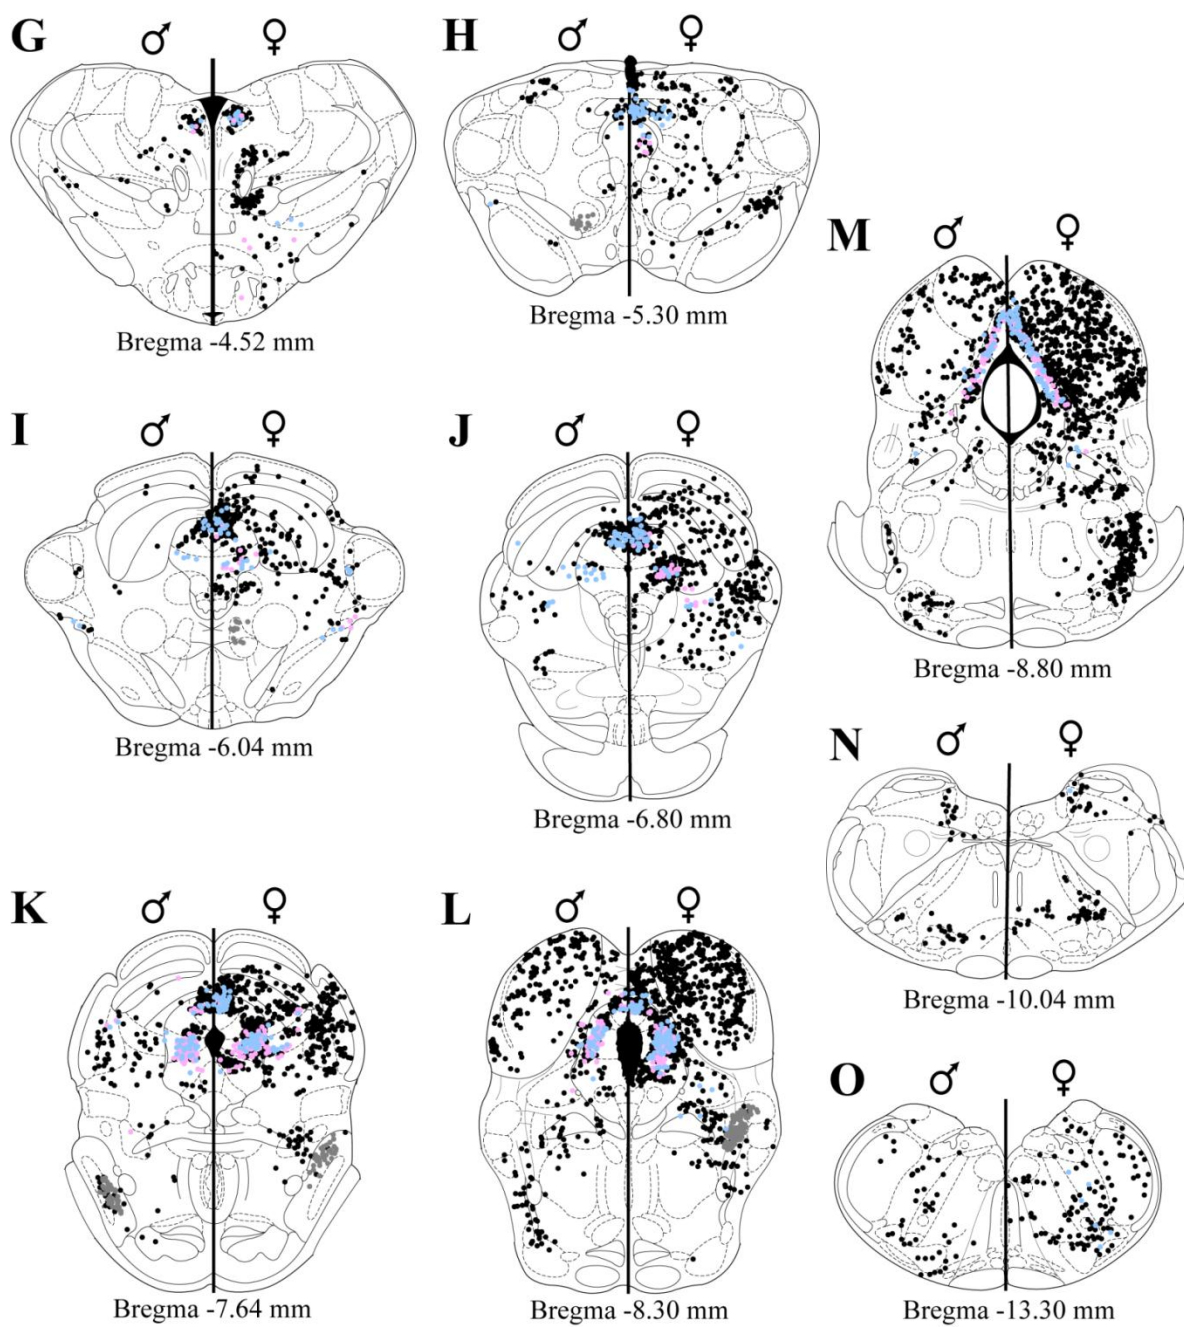 G ♂ ♀
Bregma -4.52 mm
H ♂ ♀
Bregma -5.30 mm
I ♂ ♀
Bregma -6.04 mm
J ♂ ♀
Bregma -6.80 mm
M ♂ ♀
Bregma -8.80 mm
K ♂ ♀
Bregma -7.64 mm
L ♂ ♀
Bregma -8.30 mm
N ♂ ♀
Bregma -10.04 mm
O ♂ ♀
Bregma -13.30 mm